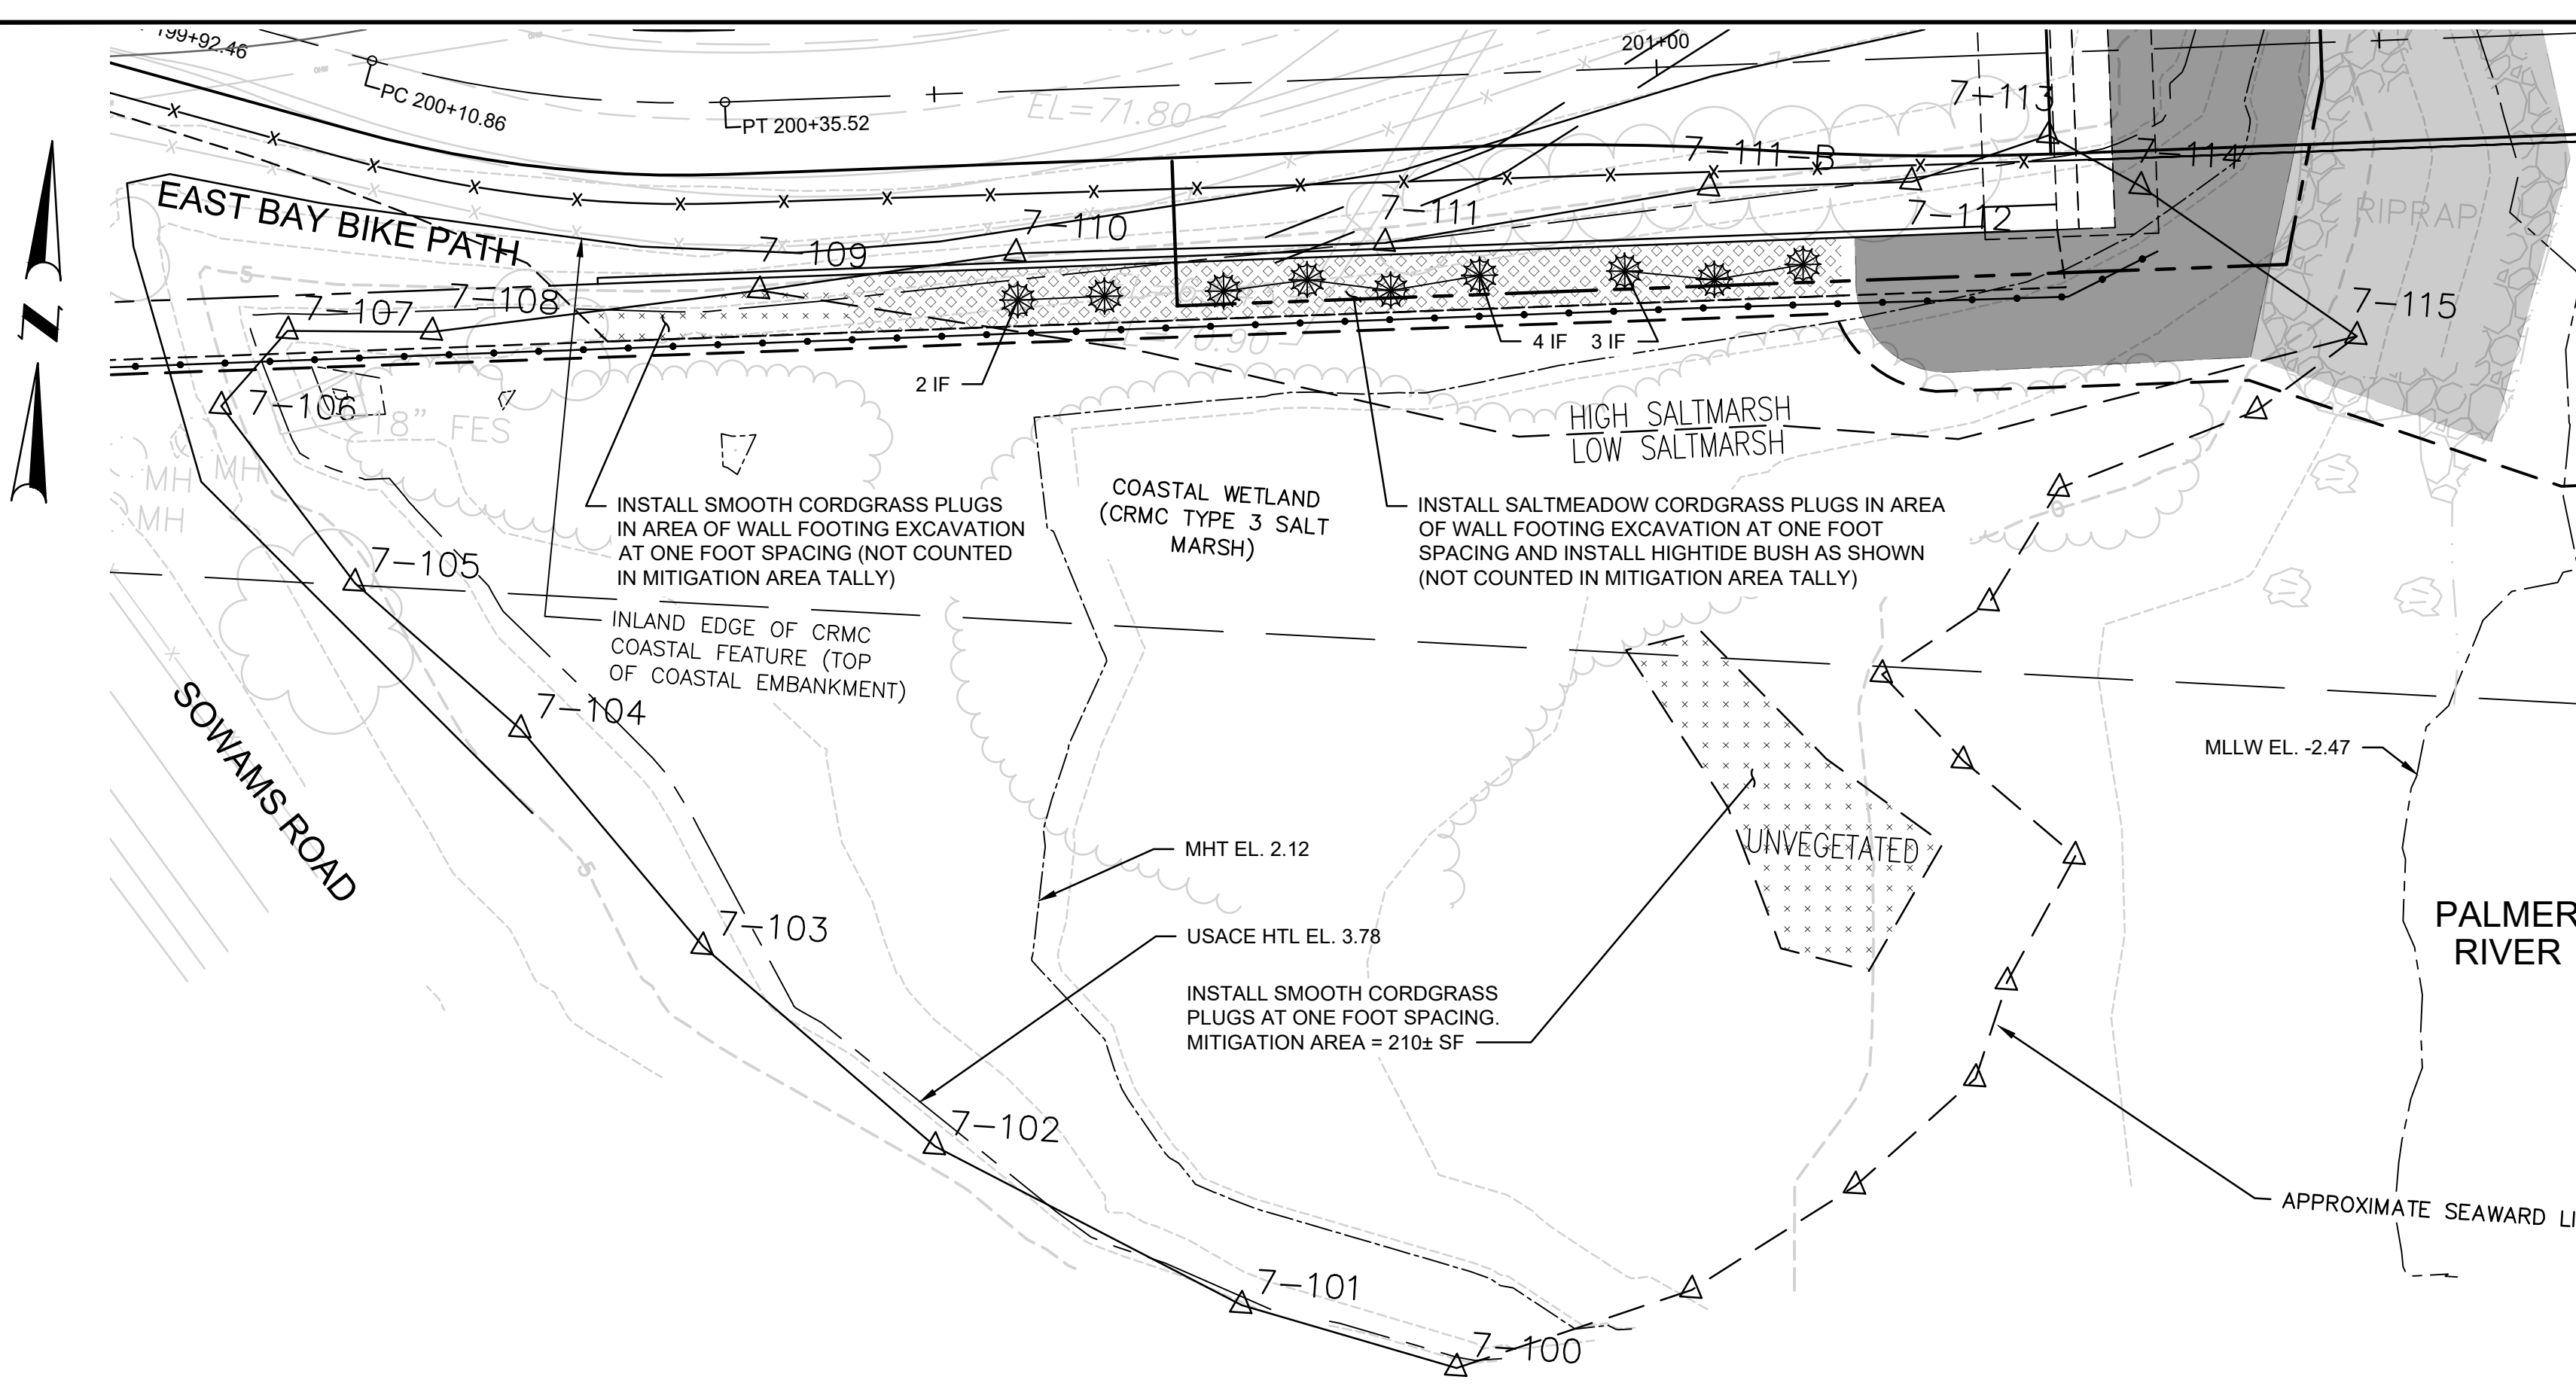 199+92.46
PC 200+10.86
PT 200+35.52
EL=71.80
201+00
7-113
7-111-B
7-114
EAST BAY BIKE PATH
7-110
7-111
7-112
RIPRAP
7-109
5
7-107
7-108
7-115
2 IF
4 IF
3 IF
7-106
18" FES
HIGH SALTMARSH
LOW SALTMARSH
MH
MH
MH
N
INSTALL SMOOTH CORDGRASS PLUGS
IN AREA OF WALL FOOTING EXCAVATION
AT ONE FOOT SPACING (NOT COUNTED
IN MITIGATION AREA TALLY)
COASTAL WETLAND
(CRMC TYPE 3 SALT
MARSH)
INSTALL SALTMEADOW CORDGRASS PLUGS IN AREA
OF WALL FOOTING EXCAVATION AT ONE FOOT
SPACING AND INSTALL HIGHTIDE BUSH AS SHOWN
(NOT COUNTED IN MITIGATION AREA TALLY)
0
7-105
INLAND EDGE OF CRMC
COASTAL FEATURE (TOP
OF COASTAL EMBANKMENT)
7-104
SOWAMS ROAD
MLLW EL. -2.47
5
MHT EL. 2.12
UNVEGETATED
7-103
USACE HTL EL. 3.78
PALMER
RIVER
INSTALL SMOOTH CORDGRASS
PLUGS AT ONE FOOT SPACING.
MITIGATION AREA = 210± SF
7-102
APPROXIMATE SEAWARD LI
7-101
7-100